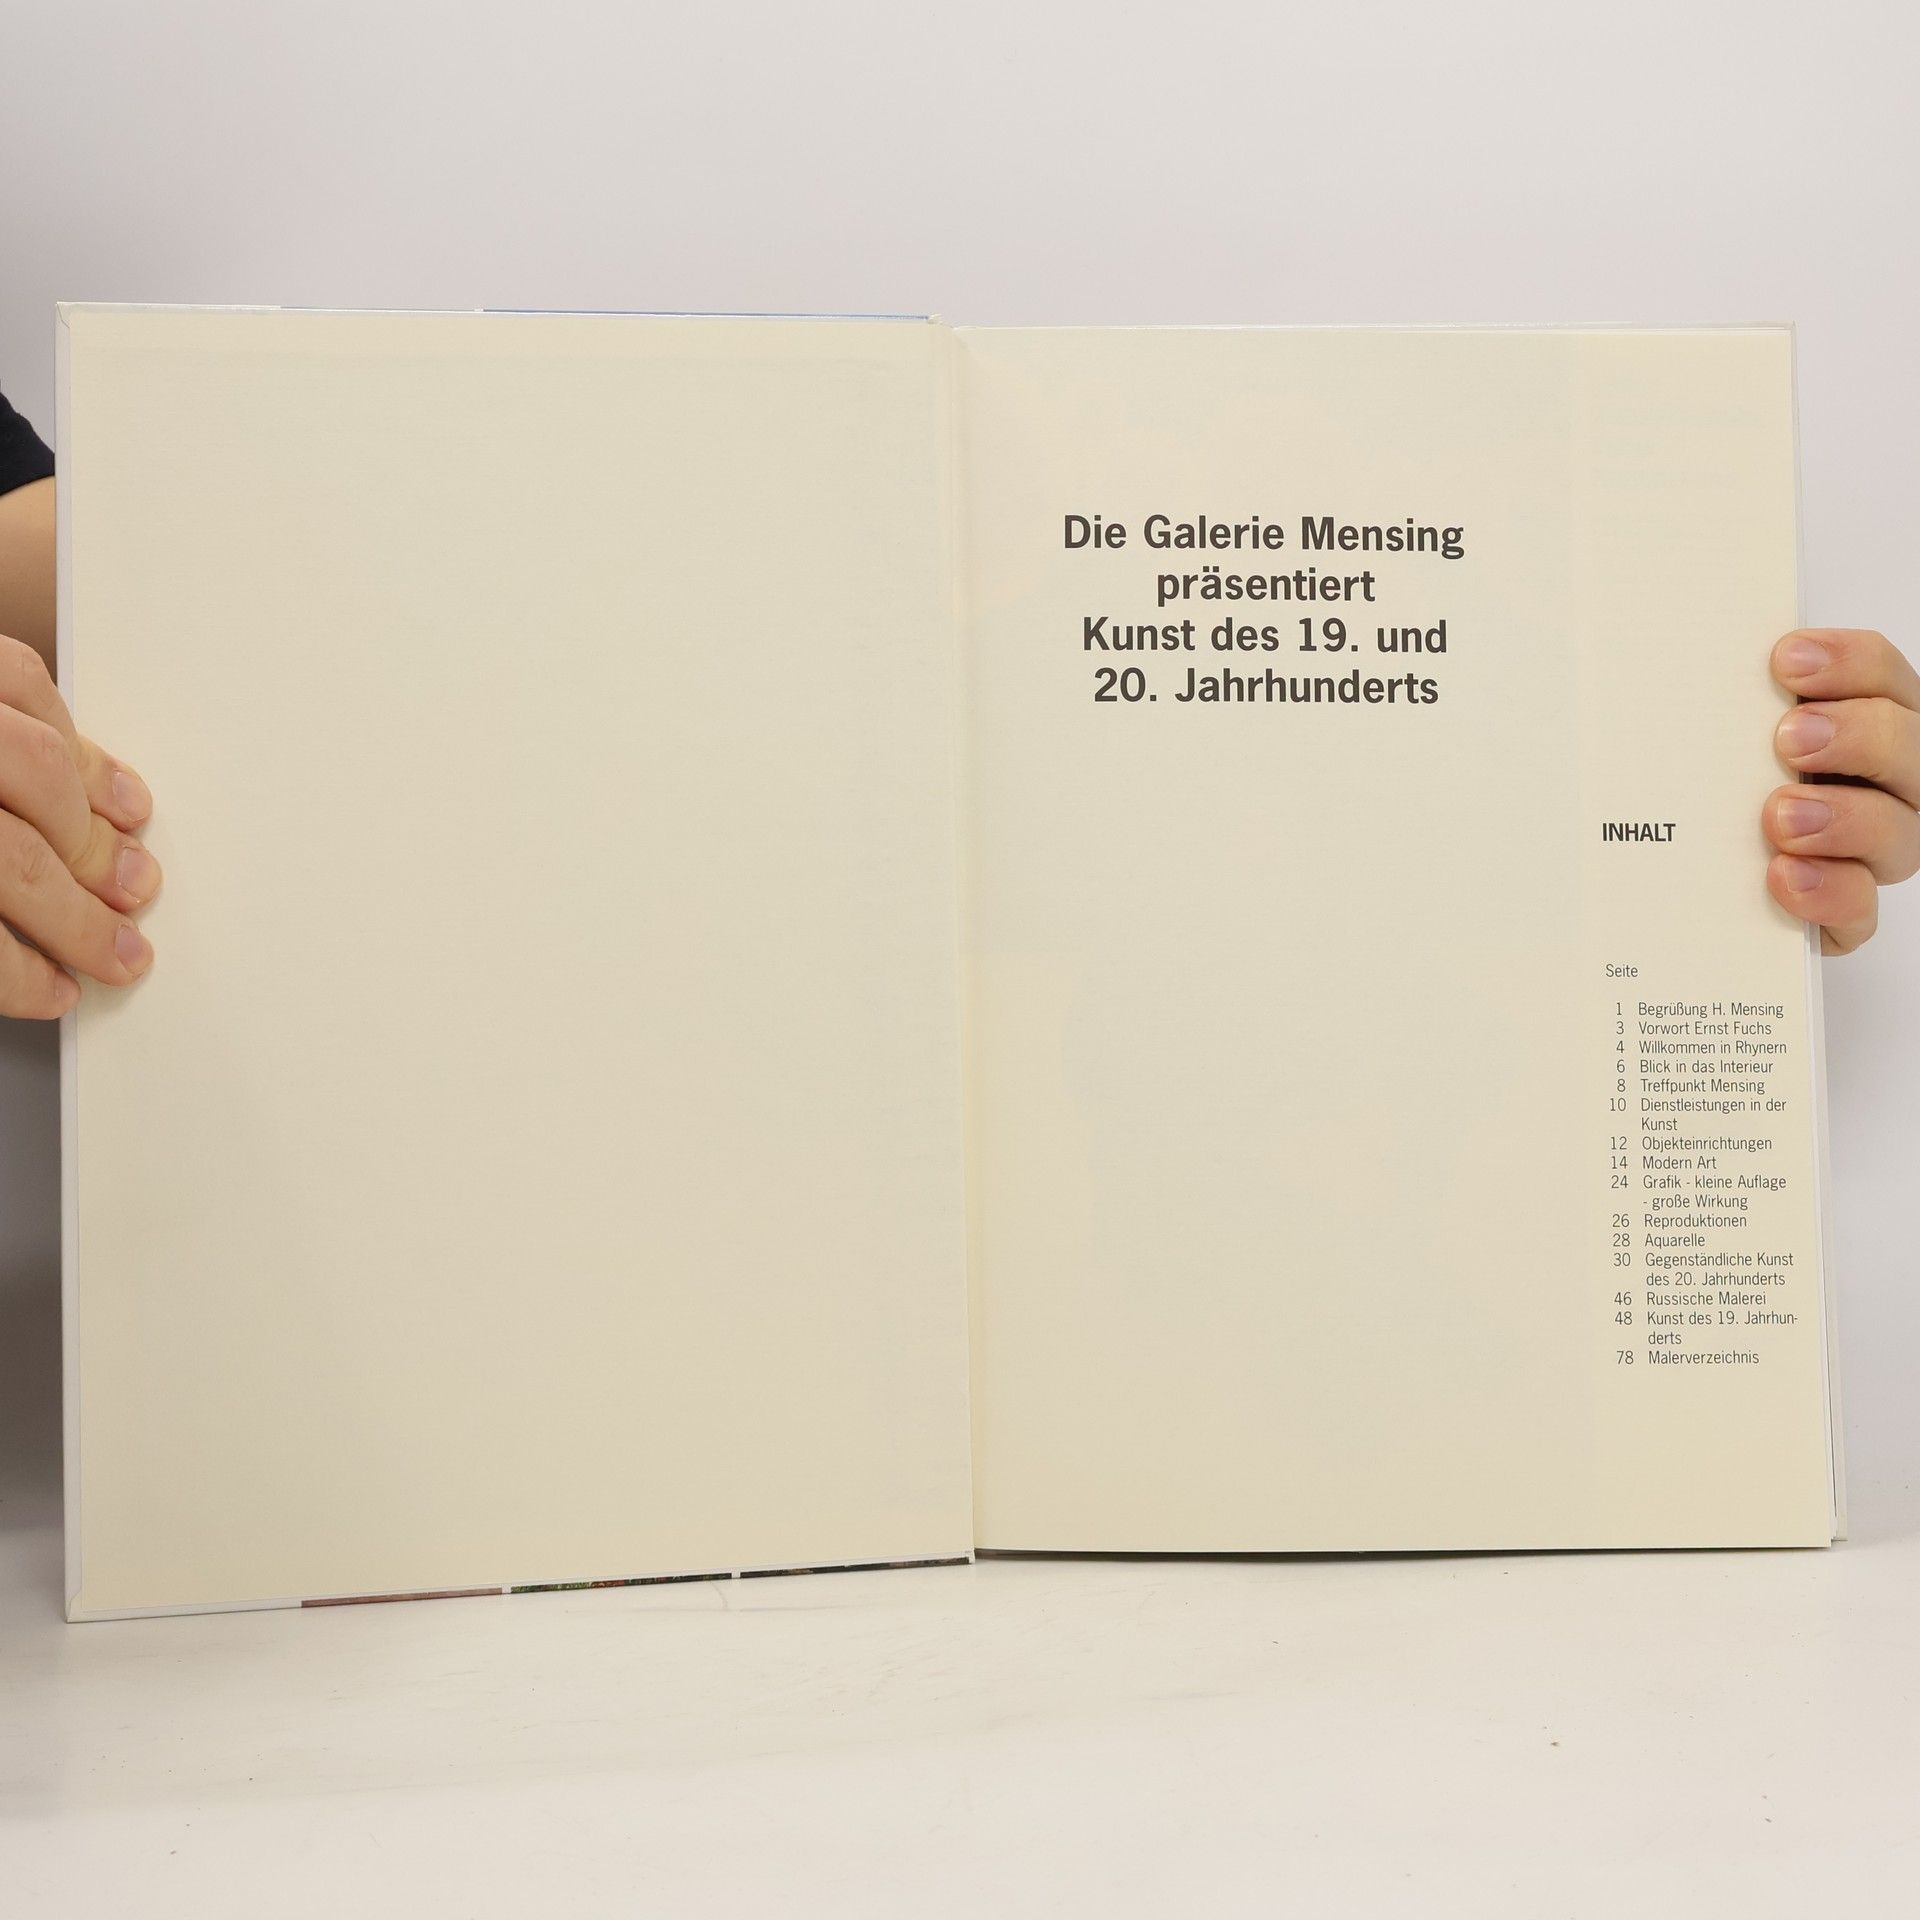 Die Galerie Mensing
präsentiert
Kunst des 19. und
20. Jahrhunderts
INHALT
Seite
1 Begrüßung H. Mensing
3 Vorwort Ernst Fuchs
4 Willkommen in Rhynern
6 Blick in das Interieur
8 Treffpunkt Mensing
10 Dienstleistungen in der
Kunst
12 Objekteinrichtungen
14 Modern Art
24 Grafik - kleine Auflage
- große Wirkung
26 Reproduktionen
28 Aquarelle
30 Gegenständliche Kunst
des 20. Jahrhunderts
46 Russische Malerei
48 Kunst des 19. Jahrhun-
derts
78 Malerverzeichnis